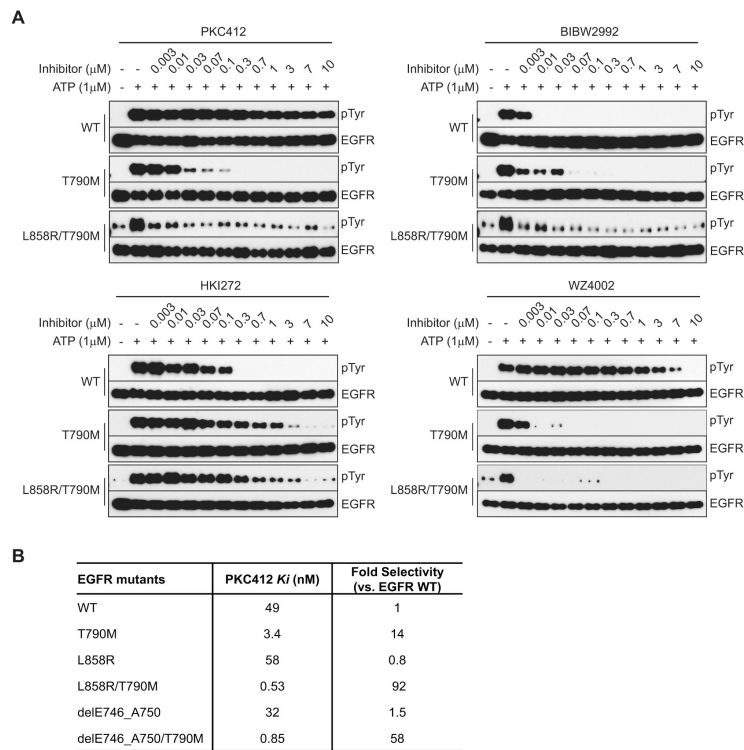 A
PKC412
Inhibitor (μM) - - 0.003 0.01 0.03 0.07 0.1 0.3 0.7 1 3 7 10
ATP (1μM) - + + + + + + + + + + + +
WT
pTyr
EGFR
T790M
pTyr
EGFR
L858R/T790M
pTyr
EGFR
BIBW2992
Inhibitor (μM) - - 0.003 0.01 0.03 0.07 0.1 0.3 0.7 1 3 7 10
ATP (1μM) - + + + + + + + + + + + +
WT
pTyr
EGFR
T790M
pTyr
EGFR
L858R/T790M
pTyr
EGFR
HKI272
Inhibitor (μM) - - 0.003 0.01 0.03 0.07 0.1 0.3 0.7 1 3 7 10
ATP (1μM) - + + + + + + + + + + + +
WT
pTyr
EGFR
T790M
pTyr
EGFR
L858R/T790M
pTyr
EGFR
WZ4002
Inhibitor (μM) - - 0.003 0.01 0.03 0.07 0.1 0.3 0.7 1 3 7 10
ATP (1μM) - + + + + + + + + + + + +
WT
pTyr
EGFR
T790M
pTyr
EGFR
L858R/T790M
pTyr
EGFR
B
EGFR mutants PKC412 Ki (nM) Fold Selectivity
(vs. EGFR WT)
WT 49 1
T790M 3.4 14
L858R 58 0.8
L858R/T790M 0.53 92
delE746_A750 32 1.5
delE746_A750/T790M 0.85 58